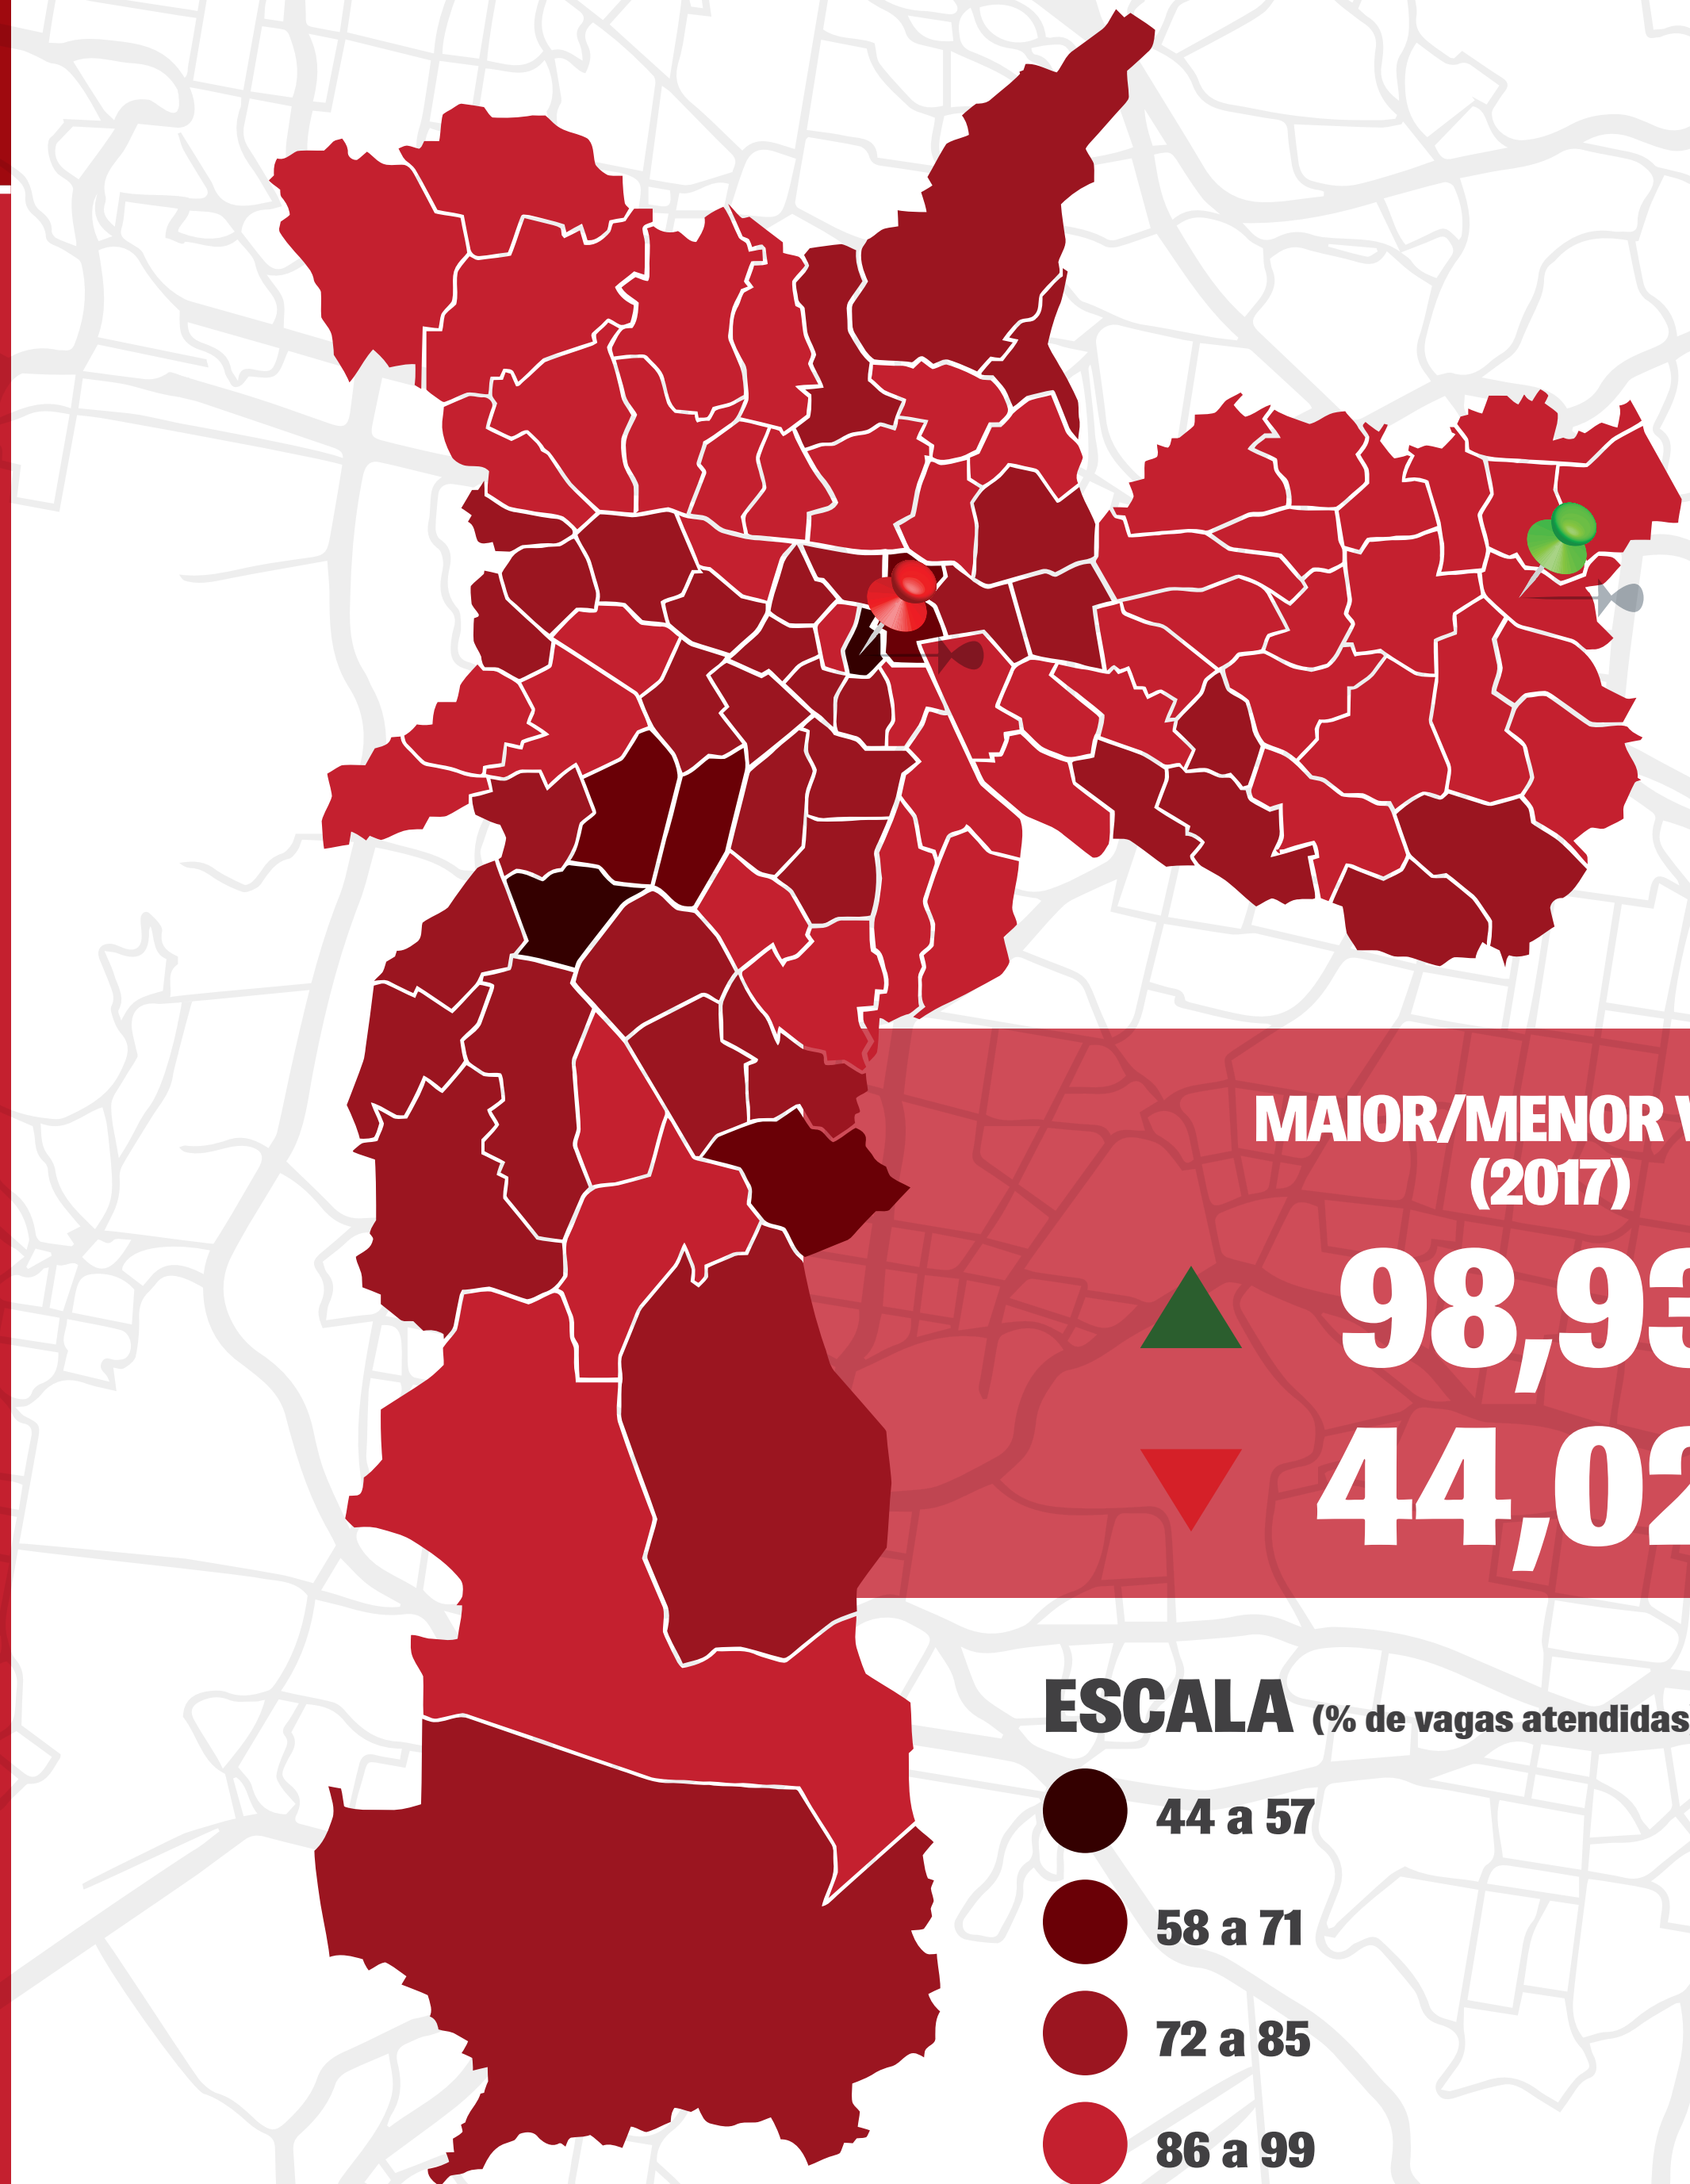 MAIOR/MENOR
(2017)
98,93
44,02
ESCALA (% de vagas atendidas
44 a 57
58 a 71
72 a 85
86 a 99